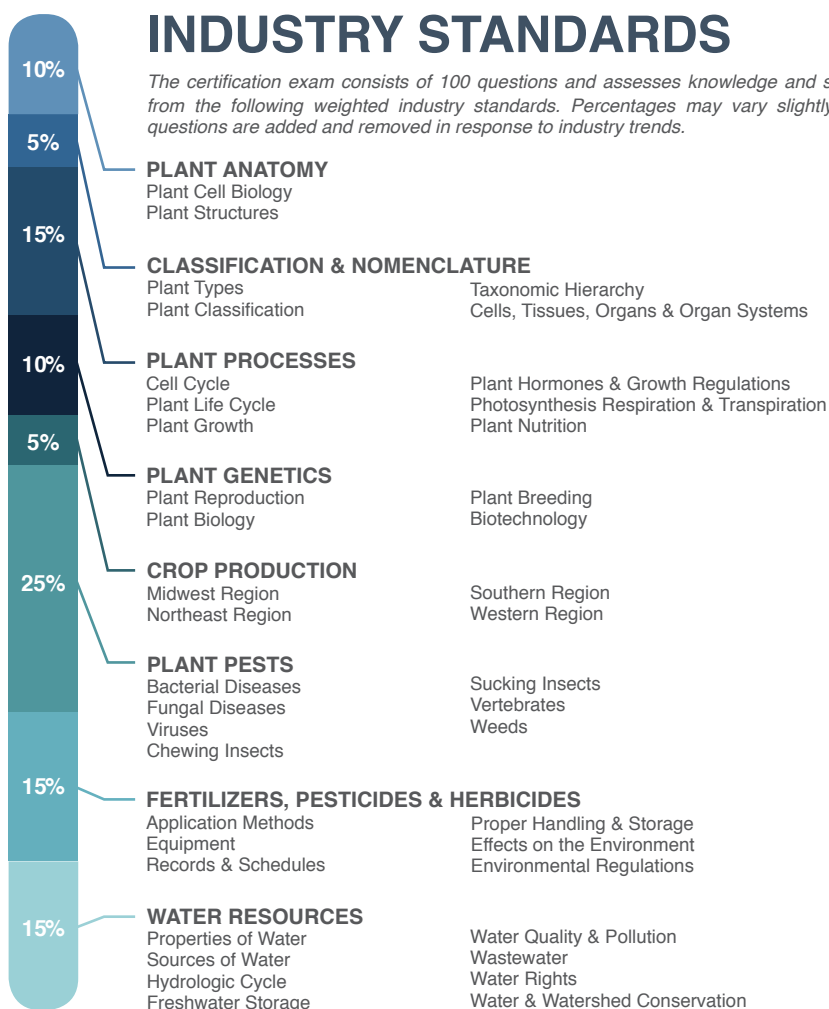 INDUSTRY STANDARDS
The certification exam consists of 100 questions and assesses knowledge and
from the following weighted industry standards. Percentages may vary slightly
questions are added and removed in response to industry trends.
10%
PLANT ANATOMY
Plant Cell Biology
Plant Structures
5%
CLASSIFICATION & NOMENCLATURE
Plant Types
Plant Classification
Taxonomic Hierarchy
Cells, Tissues, Organs & Organ Systems
15%
PLANT PROCESSES
Cell Cycle
Plant Life Cycle
Plant Growth
Plant Hormones & Growth Regulations
Photosynthesis Respiration & Transpiration
Plant Nutrition
10%
PLANT GENETICS
Plant Reproduction
Plant Biology
Plant Breeding
Biotechnology
5%
CROP PRODUCTION
Midwest Region
Northeast Region
Southern Region
Western Region
25%
PLANT PESTS
Bacterial Diseases
Fungal Diseases
Viruses
Chewing Insects
Sucking Insects
Vertebrates
Weeds
15%
FERTILIZERS, PESTICIDES & HERBICIDES
Application Methods
Equipment
Records & Schedules
Proper Handling & Storage
Effects on the Environment
Environmental Regulations
15%
WATER RESOURCES
Properties of Water
Sources of Water
Hydrologic Cycle
Freshwater Storage
Water Quality & Pollution
Wastewater
Water Rights
Water & Watershed Conservation